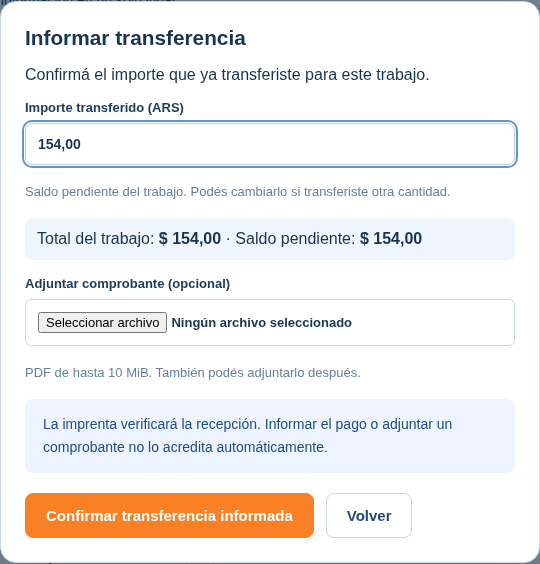 Informar transferencia
Confirmá el importe que ya transferiste para este trabajo.
Importe transferido (ARS)
154,00
Saldo pendiente del trabajo. Podés cambiarlo si transferiste otra cantidad.
Total del trabajo: $ 154,00 · Saldo pendiente: $ 154,00
Adjuntar comprobante (opcional)
Seleccionar archivo Ningún archivo seleccionado
PDF de hasta 10 MiB. También podés adjuntarlo después.
La imprenta verificará la recepción. Informar el pago o adjuntar un
comprobante no lo acredita automáticamente.
Confirmar transferencia informada
Volver